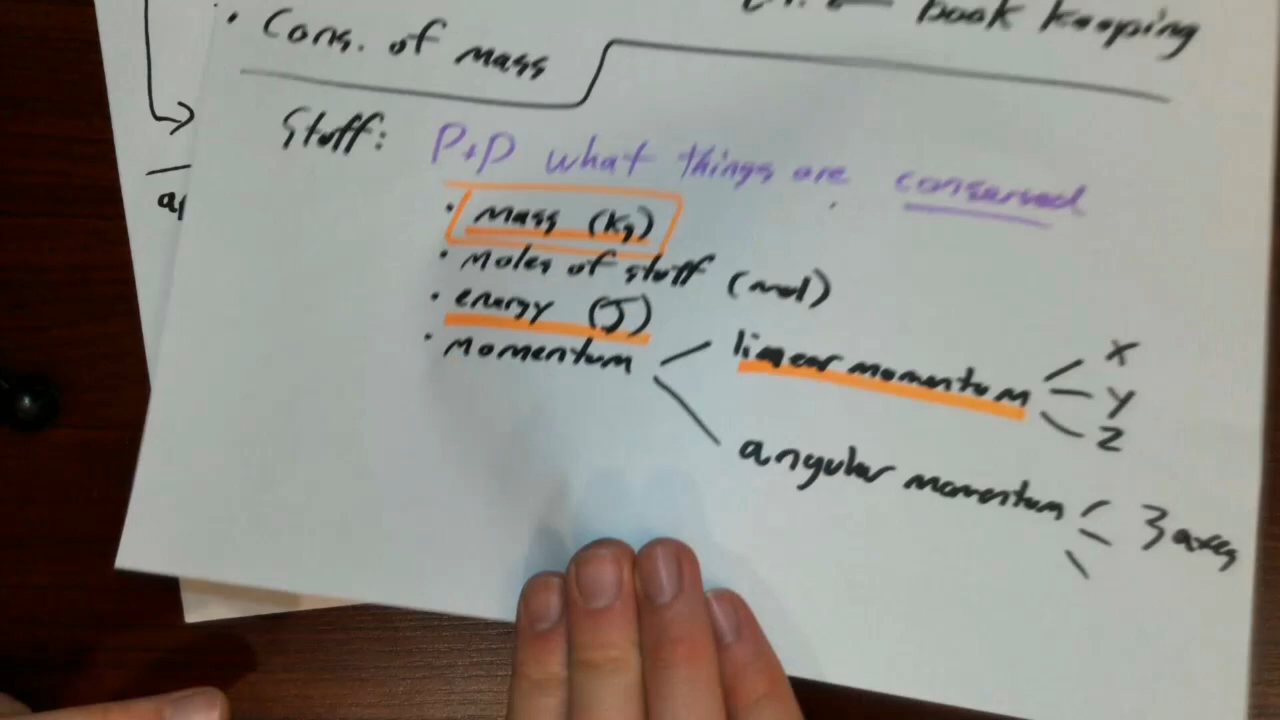 book keeping
• Cons. of mass
Stuff: P+P what things are conserved
• Mass (kg)
• Moles of stuff (mol)
• energy (J)
• Momentum
linear momentum
X
Y
Z
angular momentum
3 axes